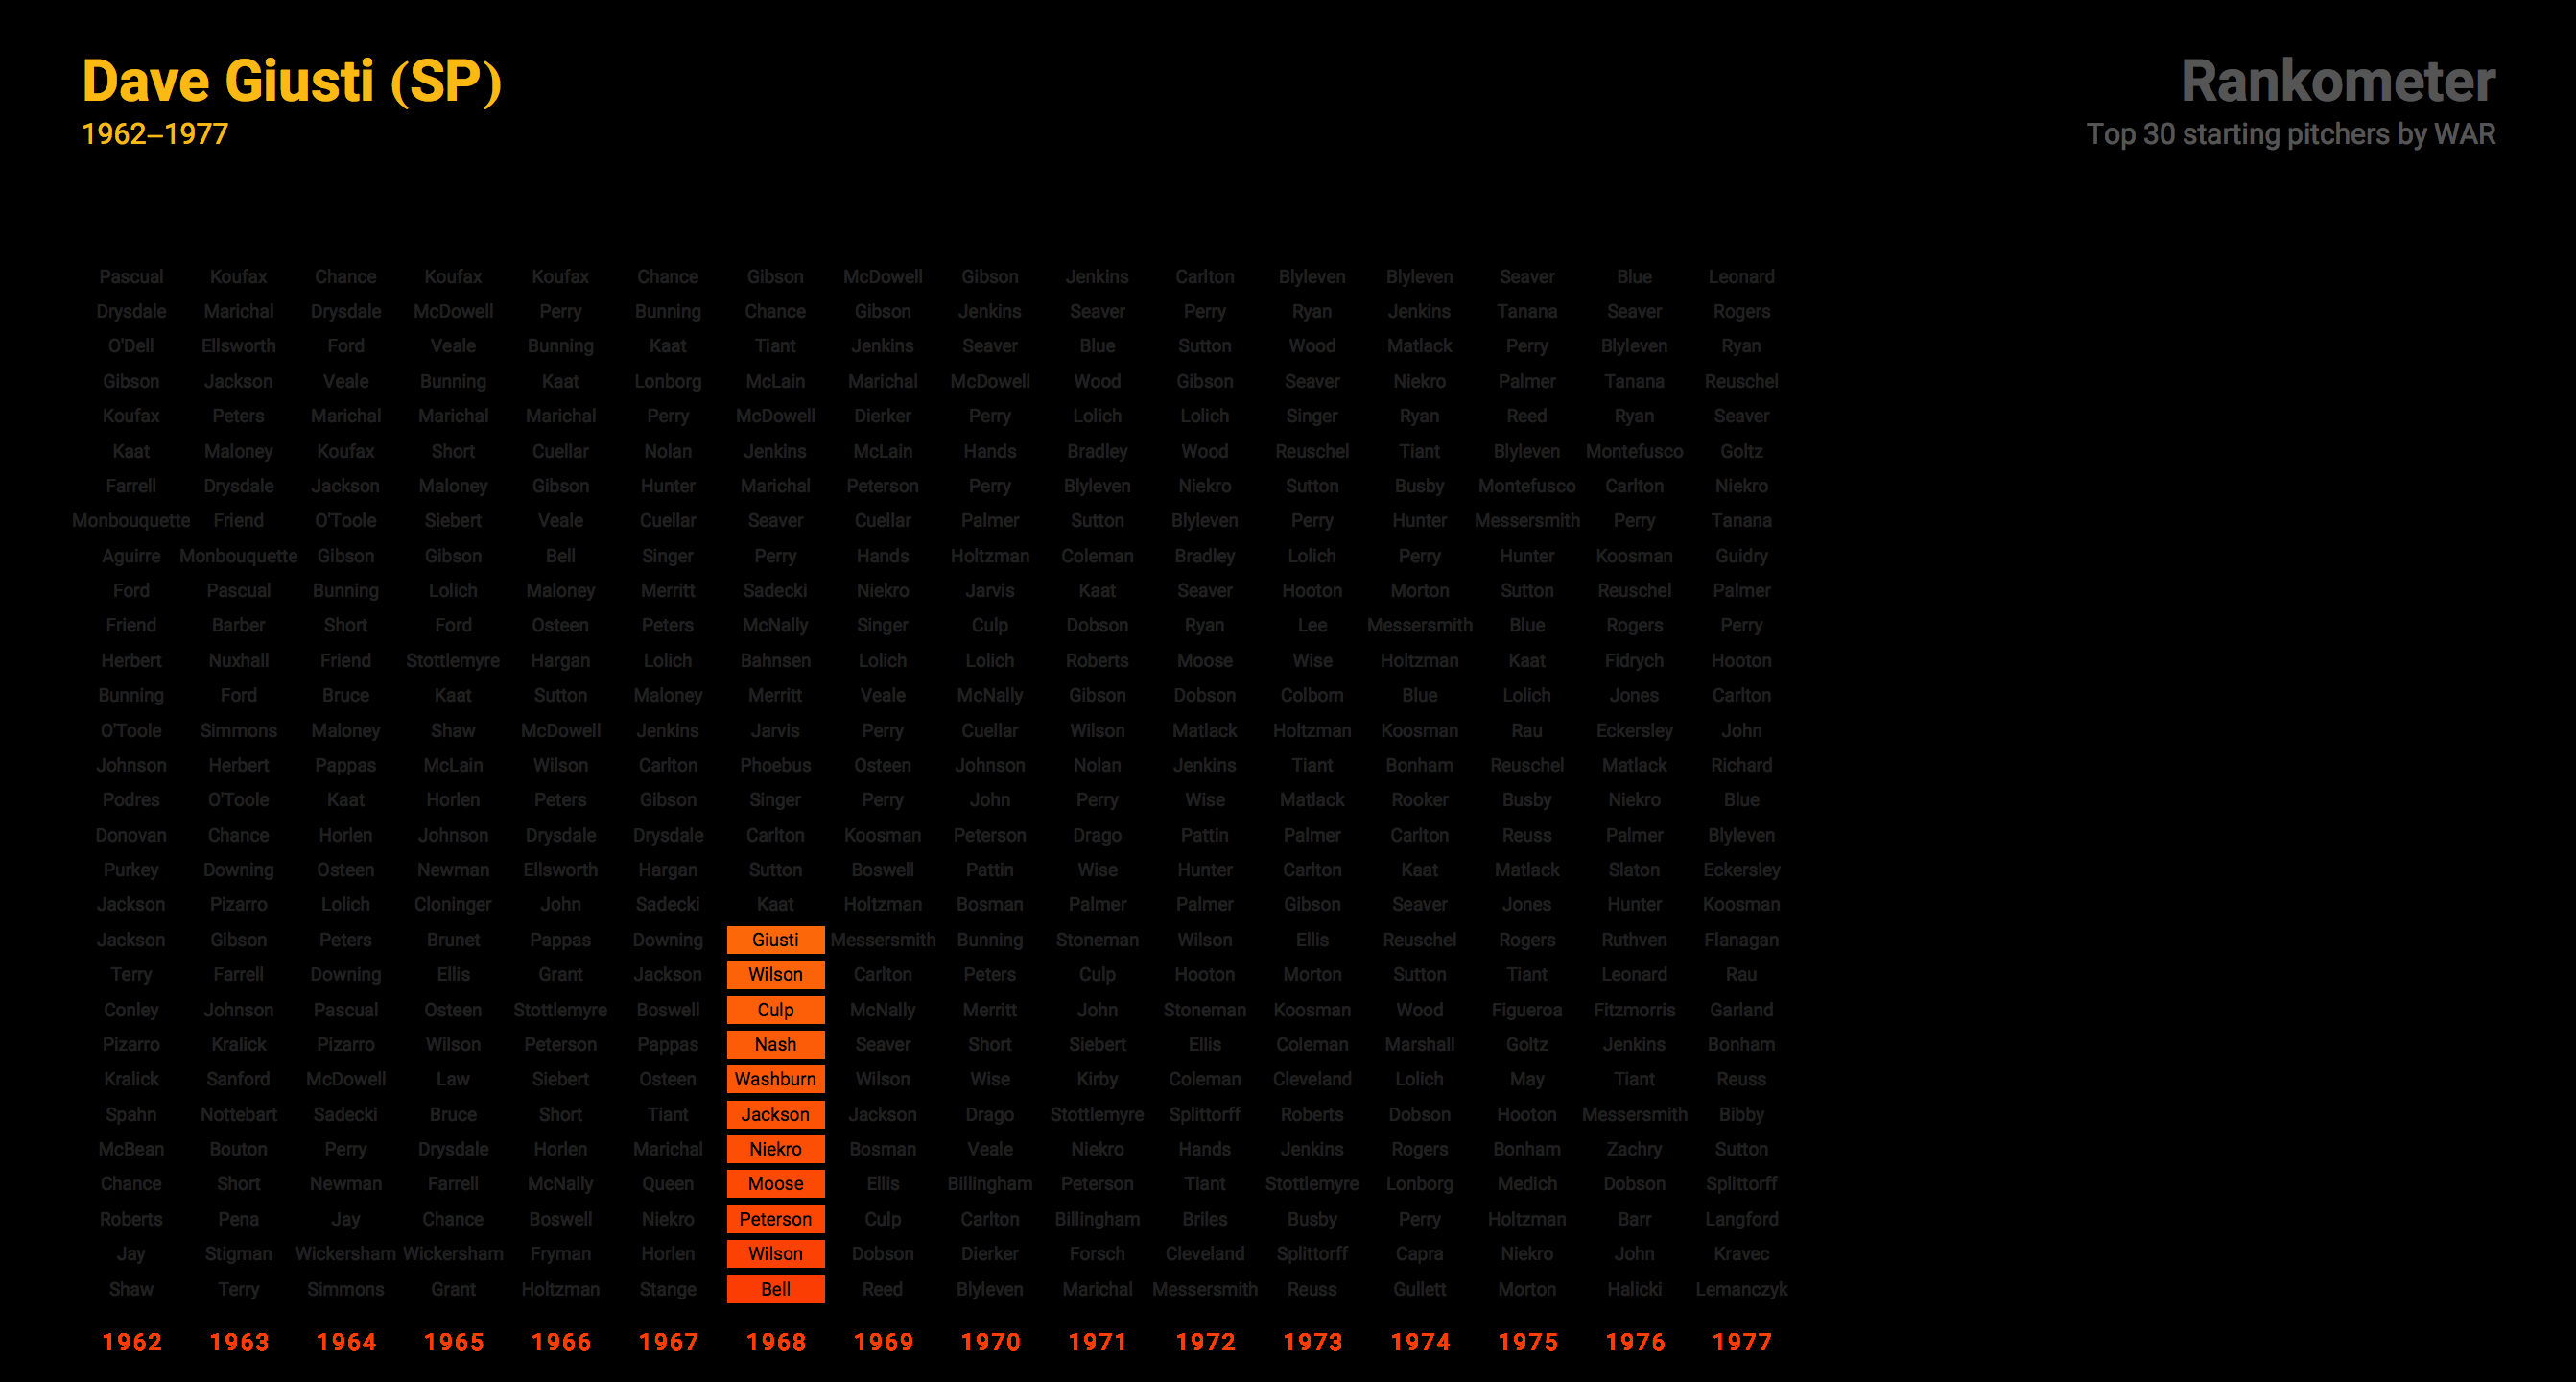 Dave Giusti (SP)
1962–1977
Rankometer
Top 30 starting pitchers by WAR
Pascual Koufax Chance Koufax Koufax Chance Gibson McDowell Gibson Jenkins Carlton Blyleven Blyleven Seaver Blue Leonard
Drysdale Marichal Drysdale McDowell Perry Bunning Chance Gibson Jenkins Seaver Perry Ryan Jenkins Tanana Seaver Rogers
O'Dell Ellsworth Ford Veale Bunning Kaat Tiant Jenkins Seaver Blue Sutton Wood Matlack Perry Blyleven Ryan
Gibson Jackson Veale Bunning Kaat Lonborg McLain Marichal McDowell Wood Gibson Seaver Niekro Palmer Tanana Reuschel
Koufax Peters Marichal Marichal Marichal Perry McDowell Dierker Perry Lolich Lolich Singer Ryan Reed Ryan Seaver
Kaat Maloney Koufax Short Cuellar Nolan Jenkins McLain Hands Bradley Wood Reuschel Tiant Blyleven Montefusco Goltz
Farrell Drysdale Jackson Maloney Gibson Hunter Marichal Peterson Perry Blyleven Niekro Sutton Busby Montefusco Carlton Niekro
Monbouquette Friend O'Toole Siebert Veale Cuellar Seaver Cuellar Palmer Sutton Blyleven Perry Hunter Messersmith Perry Tanana
Aguirre Monbouquette Gibson Gibson Bell Singer Perry Hands Holtzman Coleman Bradley Lolich Perry Hunter Koosman Guidry
Ford Pascual Bunning Lolich Maloney Merritt Sadecki Niekro Jarvis Kaat Seaver Hooton Morton Sutton Reuschel Palmer
Friend Barber Short Ford Osteen Peters McNally Singer Culp Dobson Ryan Lee Messersmith Blue Rogers Perry
Herbert Nuxhall Friend Stottlemyre Hargan Lolich Bahnsen Lolich Lolich Roberts Moose Wise Holtzman Kaat Fidrych Hooton
Bunning Ford Bruce Kaat Sutton Maloney Merritt Veale McNally Gibson Dobson Colborn Blue Lolich Jones Carlton
O'Toole Simmons Maloney Shaw McDowell Jenkins Jarvis Perry Cuellar Wilson Matlack Holtzman Koosman Rau Eckersley John
Johnson Herbert Pappas McLain Wilson Carlton Phoebus Osteen Johnson Nolan Jenkins Tiant Bonham Reuschel Matlack Richard
Podres O'Toole Kaat Horlen Peters Gibson Singer Perry John Perry Wise Matlack Rooker Busby Niekro Blue
Donovan Chance Horlen Johnson Drysdale Drysdale Carlton Koosman Peterson Drago Pattin Palmer Carlton Reuss Palmer Blyleven
Purkey Downing Osteen Newman Ellsworth Hargan Sutton Boswell Pattin Wise Hunter Carlton Kaat Matlack Slaton Eckersley
Jackson Pizarro Lolich Cloninger John Sadecki Kaat Holtzman Bosman Palmer Palmer Gibson Seaver Jones Hunter Koosman
Jackson Gibson Peters Brunet Pappas Downing Giusti Messersmith Bunning Stoneman Wilson Ellis Reuschel Rogers Ruthven Flanagan
Terry Farrell Downing Ellis Grant Jackson Wilson Carlton Peters Culp Hooton Morton Sutton Tiant Leonard Rau
Conley Johnson Pascual Osteen Stottlemyre Boswell Culp McNally Merritt John Stoneman Koosman Wood Figueroa Fitzmorris Garland
Pizarro Kralick Pizarro Wilson Peterson Pappas Nash Seaver Short Siebert Ellis Coleman Marshall Goltz Jenkins Bonham
Kralick Sanford McDowell Law Siebert Osteen Washburn Wilson Wise Kirby Coleman Cleveland Lolich May Tiant Reuss
Spahn Nottebart Sadecki Bruce Short Tiant Jackson Jackson Drago Stottlemyre Splittorff Roberts Dobson Hooton Messersmith Bibby
McBean Bouton Perry Drysdale Horlen Marichal Niekro Bosman Veale Niekro Hands Jenkins Rogers Bonham Zachry Sutton
Chance Short Newman Farrell McNally Queen Moose Ellis Billingham Peterson Tiant Stottlemyre Lonborg Medich Dobson Splittorff
Roberts Pena Jay Chance Boswell Niekro Peterson Culp Carlton Billingham Briles Busby Perry Holtzman Barr Langford
Jay Stigman Wickersham Wickersham Fryman Horlen Wilson Dobson Dierker Forsch Cleveland Splittorff Capra Niekro John Kravec
Shaw Terry Simmons Grant Holtzman Stange Bell Reed Blyleven Marichal Messersmith Reuss Gullett Morton Halicki Lemanczyk
1962 1963 1964 1965 1966 1967 1968 1969 1970 1971 1972 1973 1974 1975 1976 1977